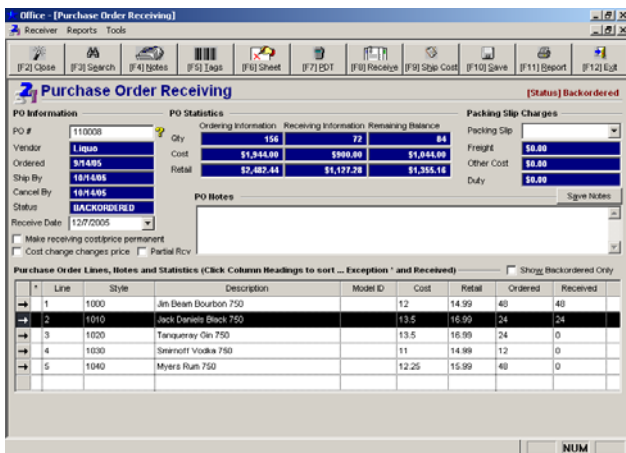 Office - [Purchase Order Receiving]
Receiver Reports Tools
[F2] Close [F3] Search [F4] Notes [F5] Tags [F6] Sheet [F7] PDT [F8] Receive [F9] Ship Cost [F10] Save [F11] Report [F12] Exit
Purchase Order Receiving [Status] Backordered
PO Information PO Statistics Packing Slip Charges
Ordering Information Receiving Information Remaining Balance
PO # 110008 ? Qty 156 72 84 Packing Slip
Vendor Liquo Cost $1,944.00 $900.00 $1,044.00 Freight $0.00
Ordered 9/14/05 Retail $2,482.44 $1,127.28 $1,355.16 Other Cost $0.00
Ship By 10/14/05 Duty $0.00
Cancel By 10/14/05 PO Notes Save Notes
Status BACKORDERED
Receive Date 12/7/2005
Make receiving cost/price permanent
Cost change changes price Partial Rcv
Purchase Order Lines, Notes and Statistics (Click Column Headings to sort ... Exception * and Received) Show Backordered Only
* Line Style Description Model ID Cost Retail Ordered Received
1 1000 Jim Beam Bourbon 750 12 14.99 48 48
2 1010 Jack Daniels Black 750 13.5 16.99 24 24
3 1020 Tanqueray Gin 750 13.5 16.99 24 0
4 1030 Smirnoff Vodka 750 11 14.99 12 0
5 1040 Myers Rum 750 12.25 15.99 48 0
NUM